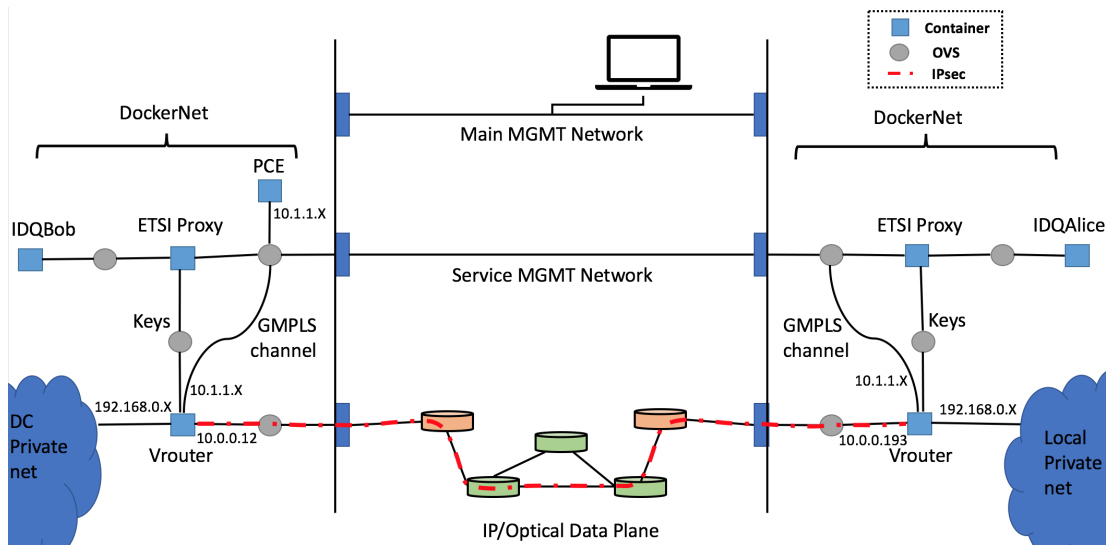 Container
OVS
IPsec
DockerNet
DockerNet
Main MGMT Network
PCE
10.1.1.X
IDQBob
ETSI Proxy
ETSI Proxy
IDQAlice
Service MGMT Network
Keys
GMPLS
channel
GMPLS
channel
Keys
10.1.1.X
10.1.1.X
192.168.0.X
192.168.0.X
DC
Private
net
10.0.0.12
Vrouter
10.0.0.193
Vrouter
Local
Private
net
IP/Optical Data Plane